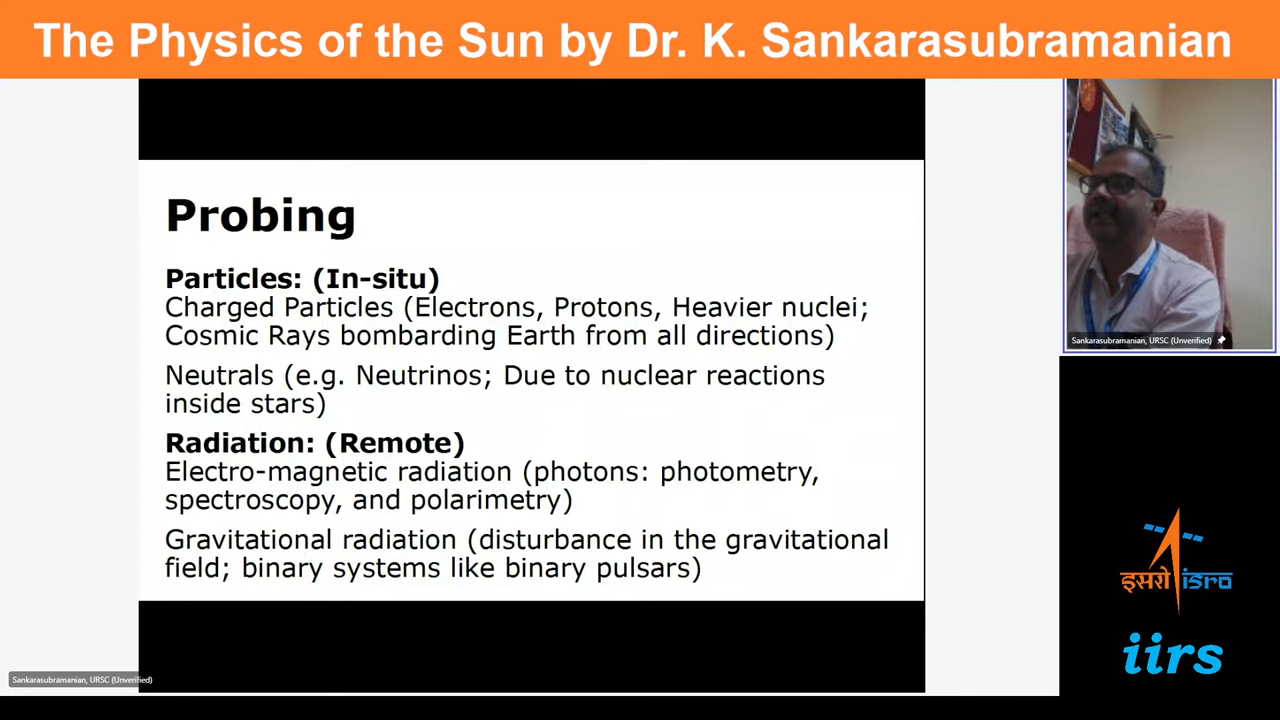 The Physics of the Sun by Dr. K. Sankarasubramanian
Probing
Particles: (In-situ)
Charged Particles (Electrons, Protons, Heavier nuclei;
Cosmic Rays bombarding Earth from all directions)
Neutrals (e.g. Neutrinos; Due to nuclear reactions
inside stars)
Radiation: (Remote)
Electro-magnetic radiation (photons: photometry,
spectroscopy, and polarimetry)
Gravitational radiation (disturbance in the gravitational
field; binary systems like binary pulsars)
Sankarasubramanian, URSC (Unverified)
Sankarasubramanian, URSC (Unverified)
इसरो isro
iirs